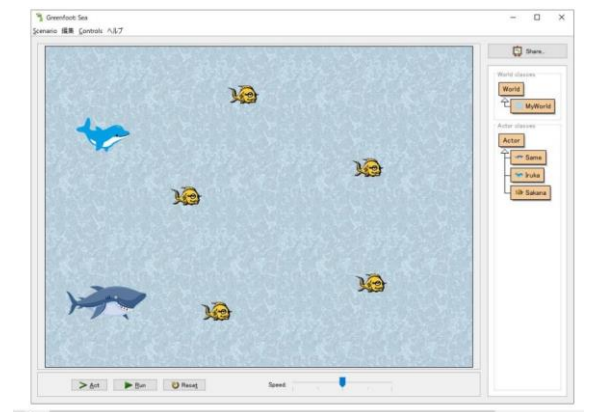 Greenfoot: Sea
Scenario 編集 Controls ヘルプ
Share...
World classes
World
MyWorld
Actor classes
Actor
Same
Iruka
Sakana
Act
Run
Reset
Speed: